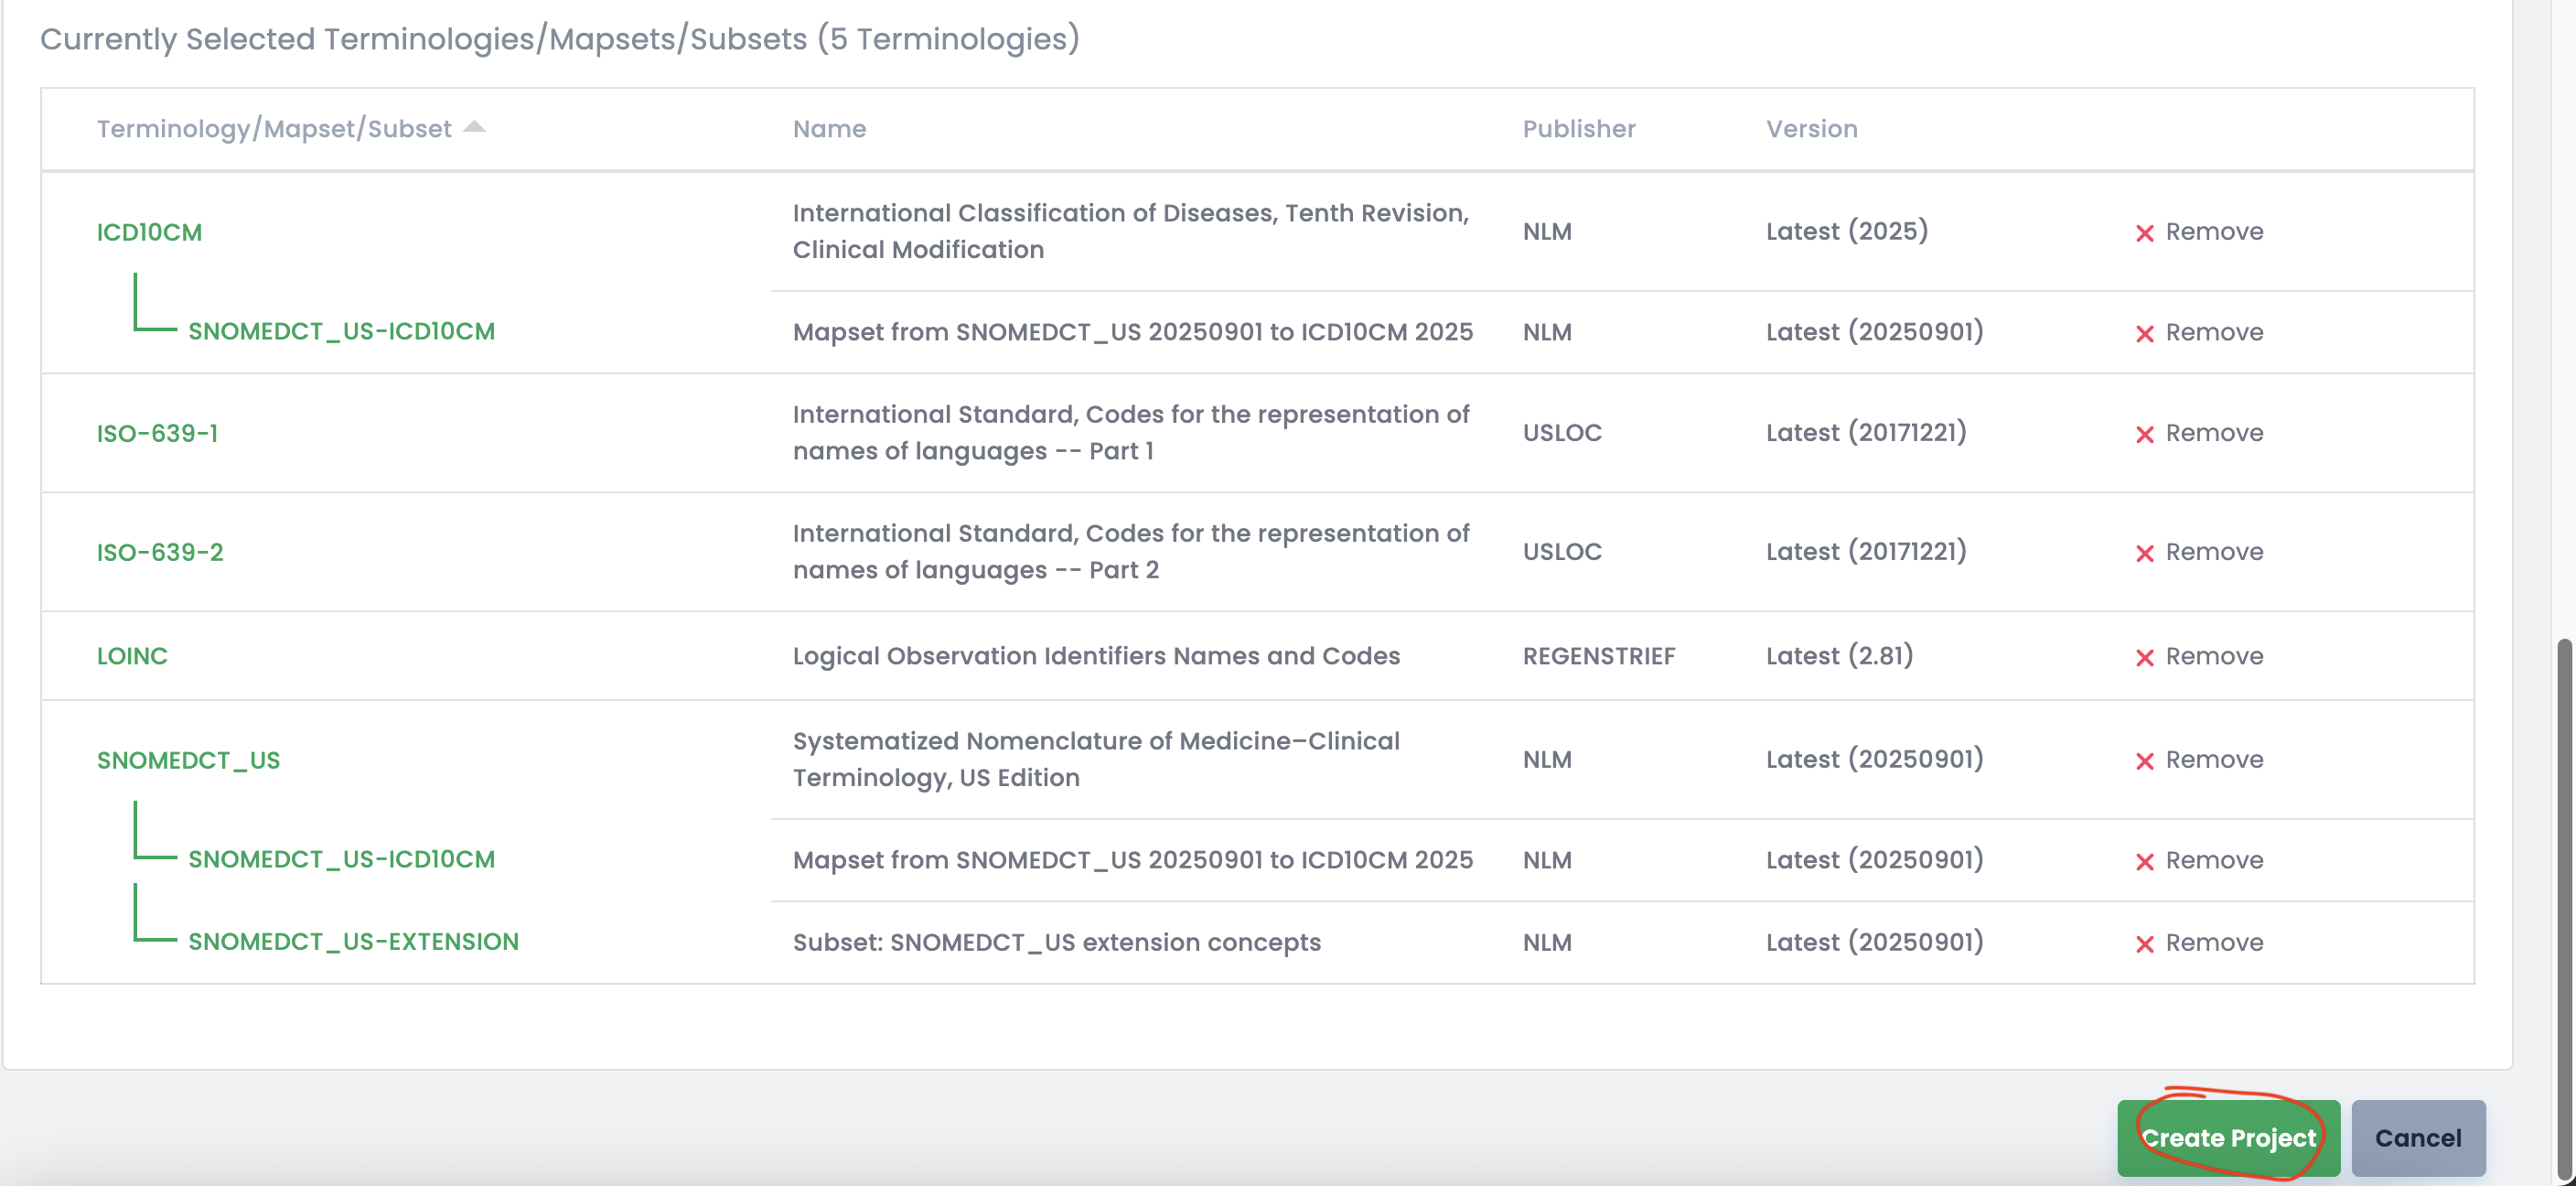 Currently Selected Terminologies/Mapsets/Subsets (5 Terminologies)
Terminology/Mapset/Subset Name Publisher Version
ICD10CM International Classification of Diseases, Tenth Revision, Clinical Modification NLM Latest (2025) Remove
SNOMEDCT_US-ICD10CM Mapset from SNOMEDCT_US 20250901 to ICD10CM 2025 NLM Latest (20250901) Remove
ISO-639-1 International Standard, Codes for the representation of names of languages -- Part 1 USLOC Latest (20171221) Remove
ISO-639-2 International Standard, Codes for the representation of names of languages -- Part 2 USLOC Latest (20171221) Remove
LOINC Logical Observation Identifiers Names and Codes REGENSTRIEF Latest (2.81) Remove
SNOMEDCT_US Systematized Nomenclature of Medicine–Clinical Terminology, US Edition NLM Latest (20250901) Remove
SNOMEDCT_US-ICD10CM Mapset from SNOMEDCT_US 20250901 to ICD10CM 2025 NLM Latest (20250901) Remove
SNOMEDCT_US-EXTENSION Subset: SNOMEDCT_US extension concepts NLM Latest (20250901) Remove
Create Project Cancel